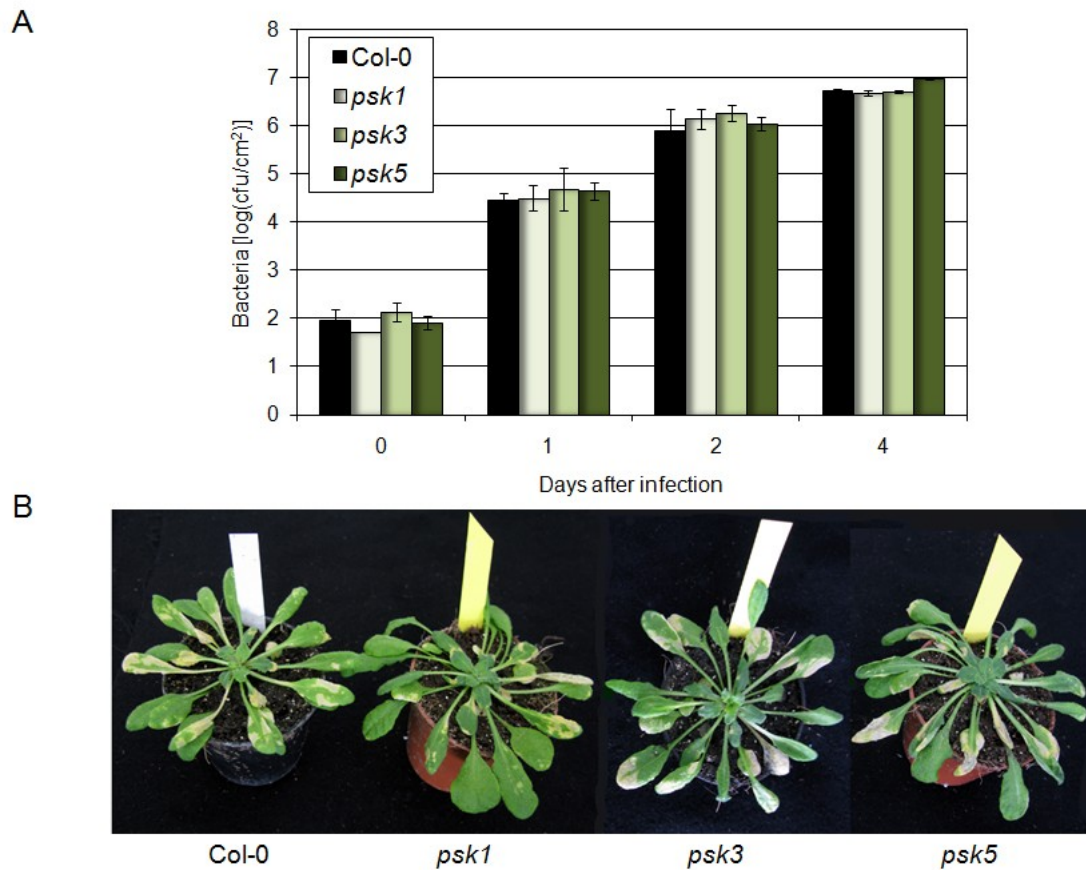 A
8
7
6
5
4
3
2
1
0
Bacteria [log(cfu/cm²)]
Col-0
psk1
psk3
psk5
0 1 2 4
Days after infection
B
Col-0 psk1 psk3 psk5